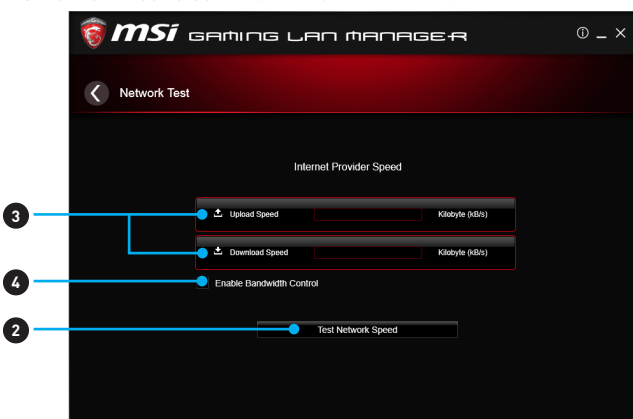 msi GAMING LAN MANAGER
Network Test
Internet Provider Speed
3
Upload Speed Kilobyte (kB/s)
Download Speed Kilobyte (kB/s)
4 Enable Bandwidth Control
2 Test Network Speed